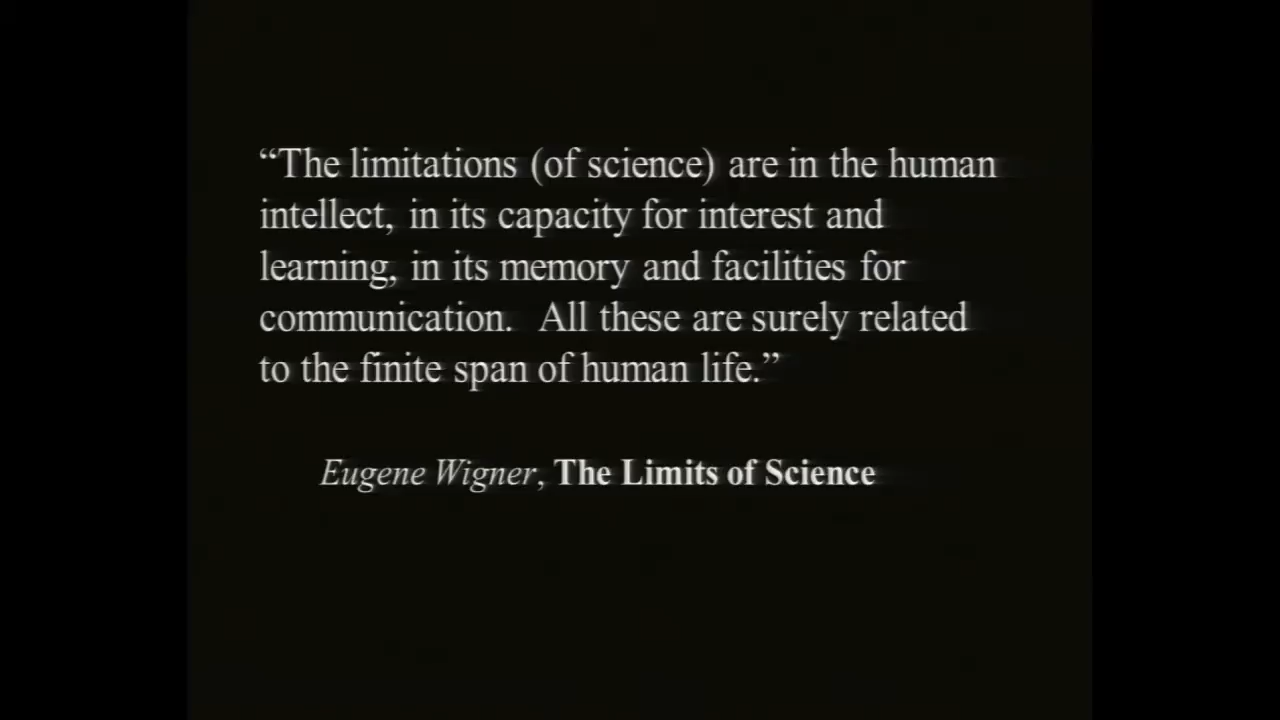 “The limitations (of science) are in the human
intellect, in its capacity for interest and
learning, in its memory and facilities for
communication.  All these are surely related
to the finite span of human life.”
Eugene Wigner, The Limits of Science